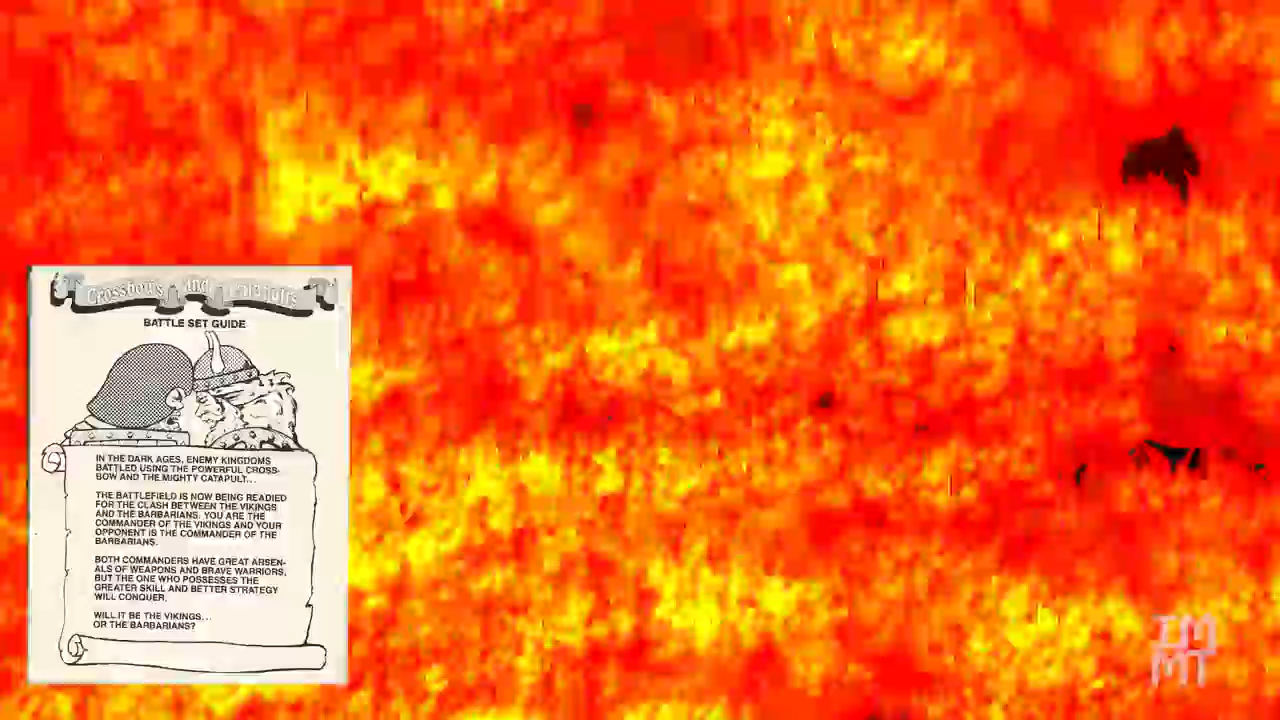 Crossbows and Catapults
BATTLE SET GUIDE
IN THE DARK AGES, ENEMY KINGDOMS
BATTLED USING THE POWERFUL CROSS-
BOW AND THE MIGHTY CATAPULT...
THE BATTLEFIELD IS NOW BEING READIED
FOR THE CLASH BETWEEN THE VIKINGS
AND THE BARBARIANS. YOU ARE THE
COMMANDER OF THE VIKINGS AND YOUR
OPPONENT IS THE COMMANDER OF THE
BARBARIANS.
BOTH COMMANDERS HAVE GREAT ARSEN-
ALS OF WEAPONS AND BRAVE WARRIORS,
BUT THE ONE WHO POSSESSES THE
GREATER SKILL AND BETTER STRATEGY
WILL CONQUER.
WILL IT BE THE VIKINGS...
OR THE BARBARIANS?
IM
MT